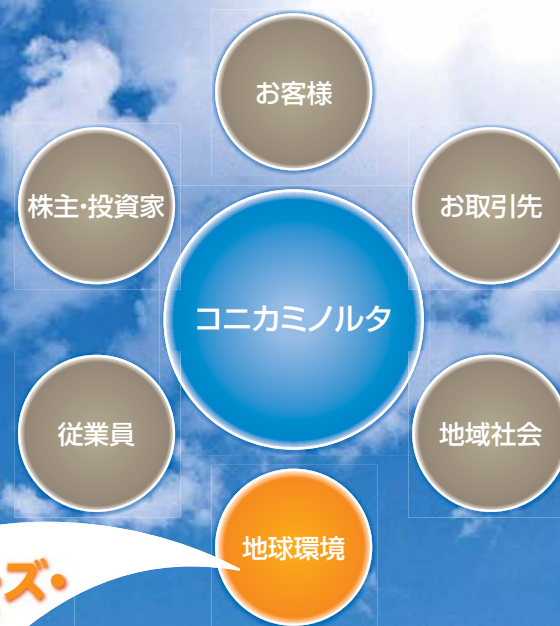 お客様
株主・投資家
お取引先
コニカミノルタ
従業員
地域社会
地球環境
ズ・